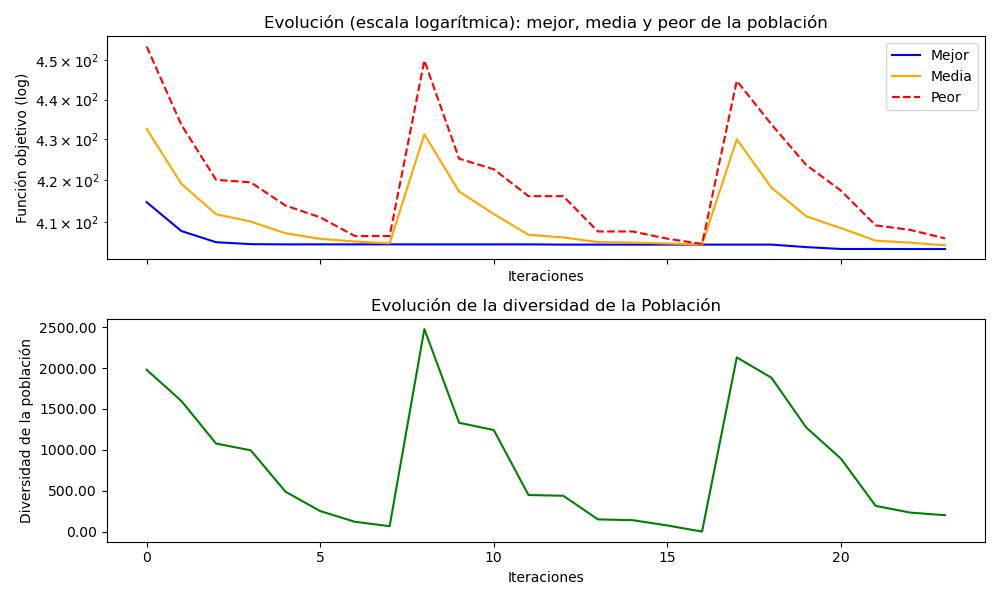 Evolución (escala logarítmica): mejor, media y peor de la población
Función objetivo (log)
4.5 × 10²
4.4 × 10²
4.3 × 10²
4.2 × 10²
4.1 × 10²
Mejor
Media
Peor
Iteraciones
Evolución de la diversidad de la Población
Diversidad de la población
2500.00
2000.00
1500.00
1000.00
500.00
0.00
0 5 10 15 20
Iteraciones